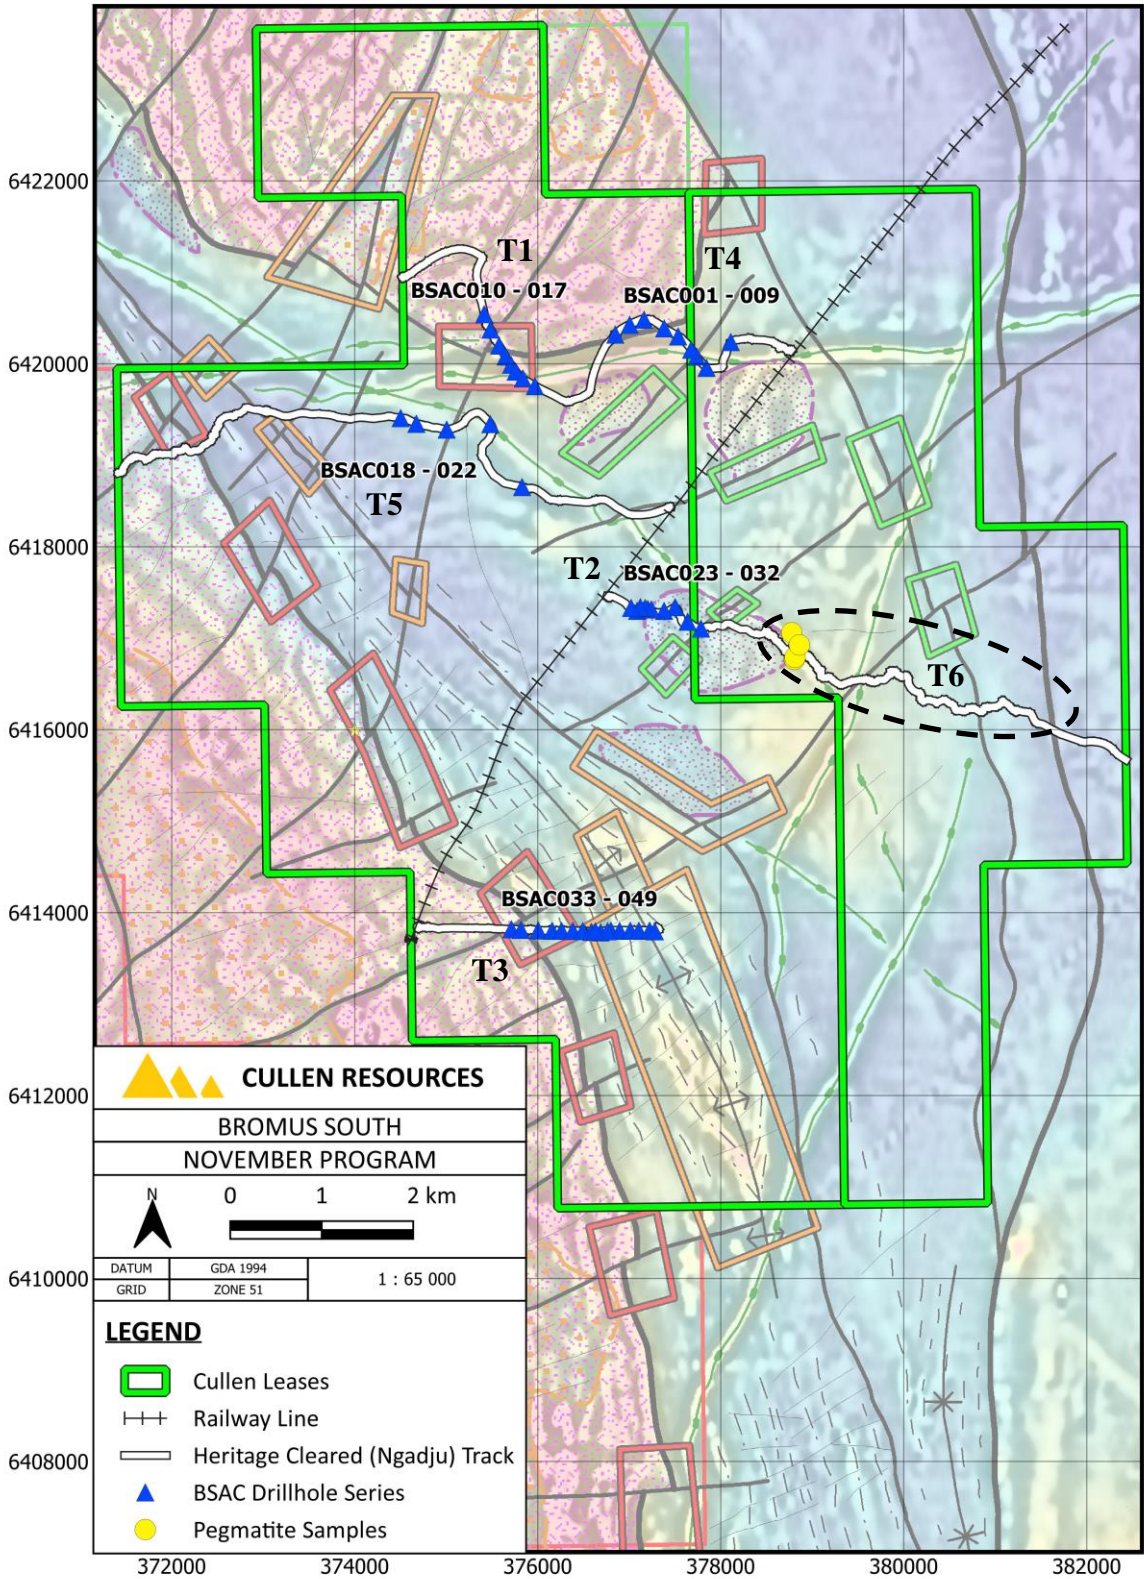 6422000
T1
T4
BSAC010 - 017
BSAC001 - 009
6420000
BSAC018 - 022
T5
6418000
T2
BSAC023 - 032
T6
6416000
6414000
BSAC033 - 049
T3
CULLEN RESOURCES
6412000
BROMUS SOUTH
NOVEMBER PROGRAM
N
0 1 2 km
DATUM GDA 1994
GRID ZONE 51
1 : 65 000
6410000
LEGEND
Cullen Leases
Railway Line
Heritage Cleared (Ngadju) Track
6408000
BSAC Drillhole Series
Pegmatite Samples
372000 374000 376000 378000 380000 382000